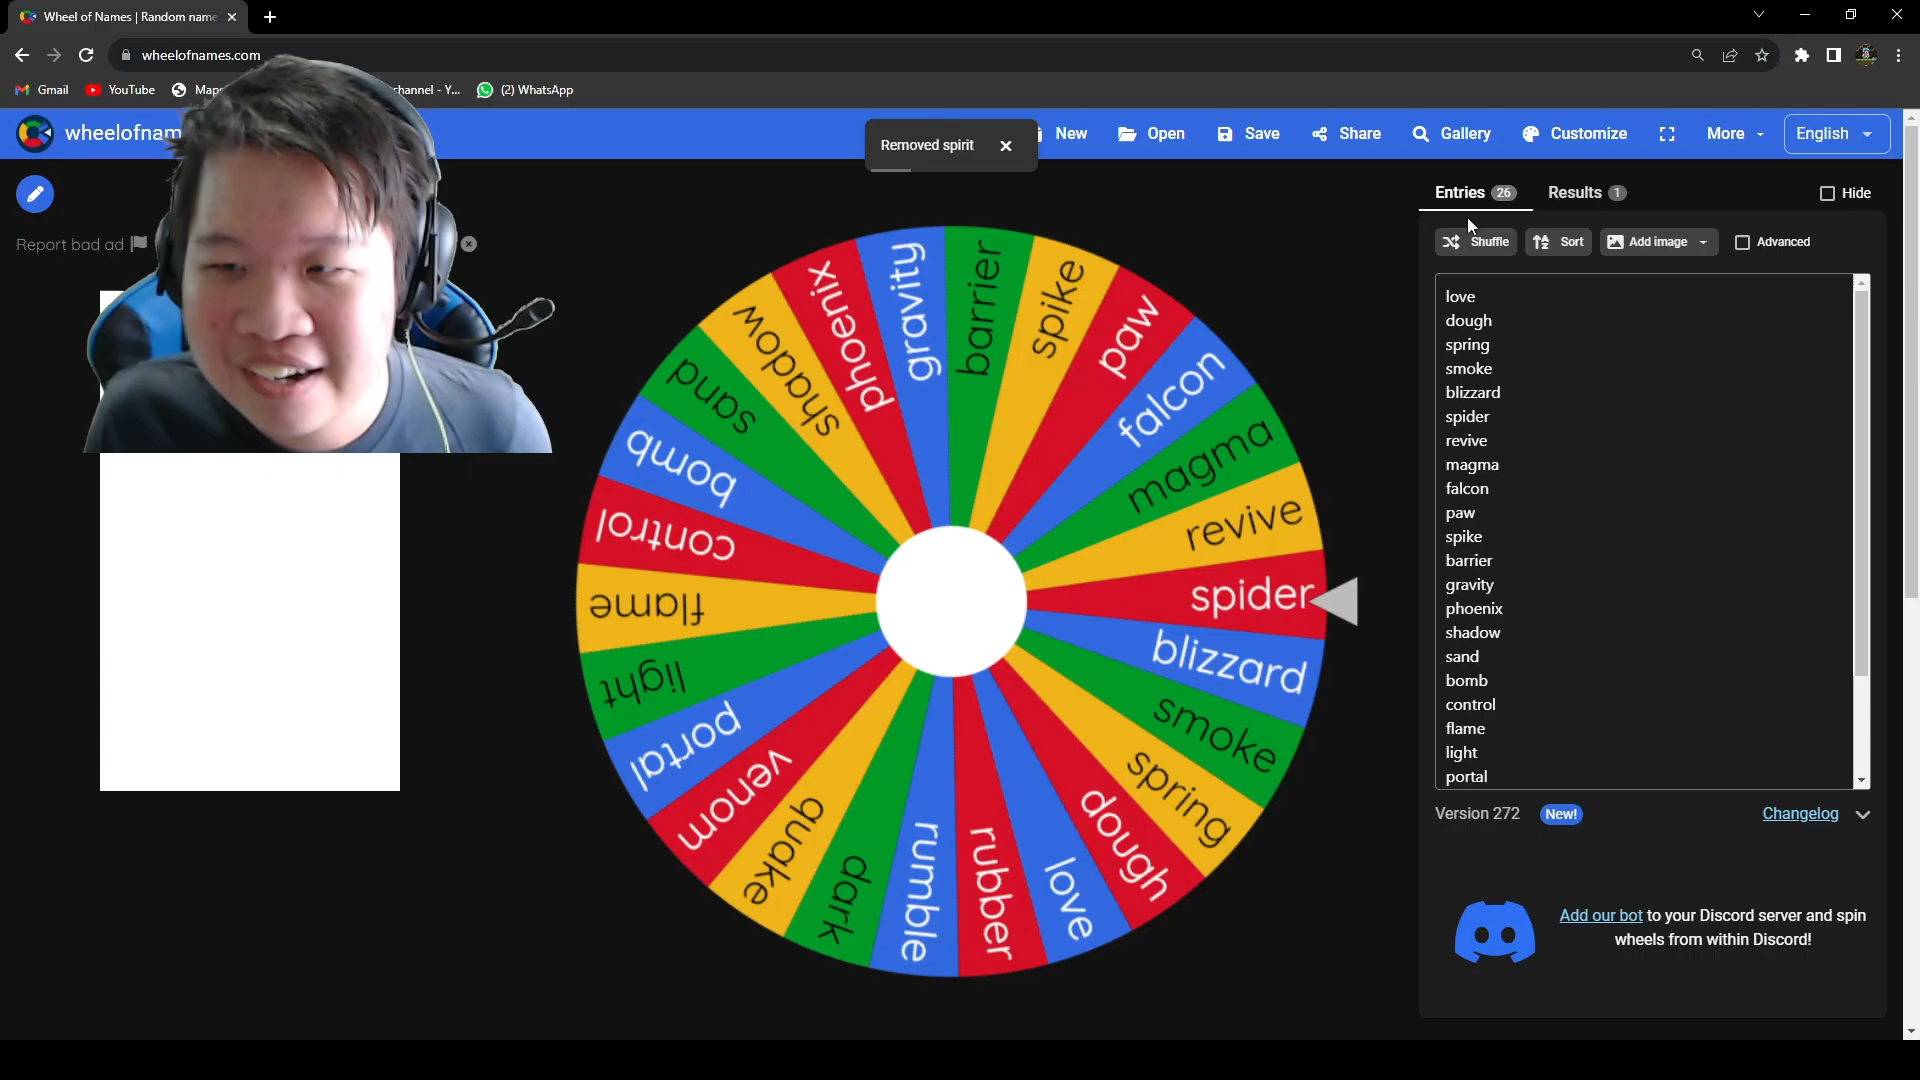 Wheel of Names | Random name
wheelofnames.com
Gmail
YouTube
Maps
channel - Y...
(2) WhatsApp
wheelofnam
Removed spirit
New
Open
Save
Share
Gallery
Customize
More
English
Report bad ad
Entries 26
Results 1
Hide
Shuffle
Sort
Add image
Advanced
love
dough
spring
smoke
blizzard
spider
revive
magma
falcon
paw
spike
barrier
gravity
phoenix
shadow
sand
bomb
control
flame
light
portal
Version 272
New!
Changelog
Add our bot to your Discord server and spin
wheels from within Discord!
gravity
barrier
spike
paw
falcon
magma
revive
spider
blizzard
smoke
spring
dough
love
rubber
rumble
dark
quake
venom
portal
light
flame
control
bomb
sand
shadow
phoenix